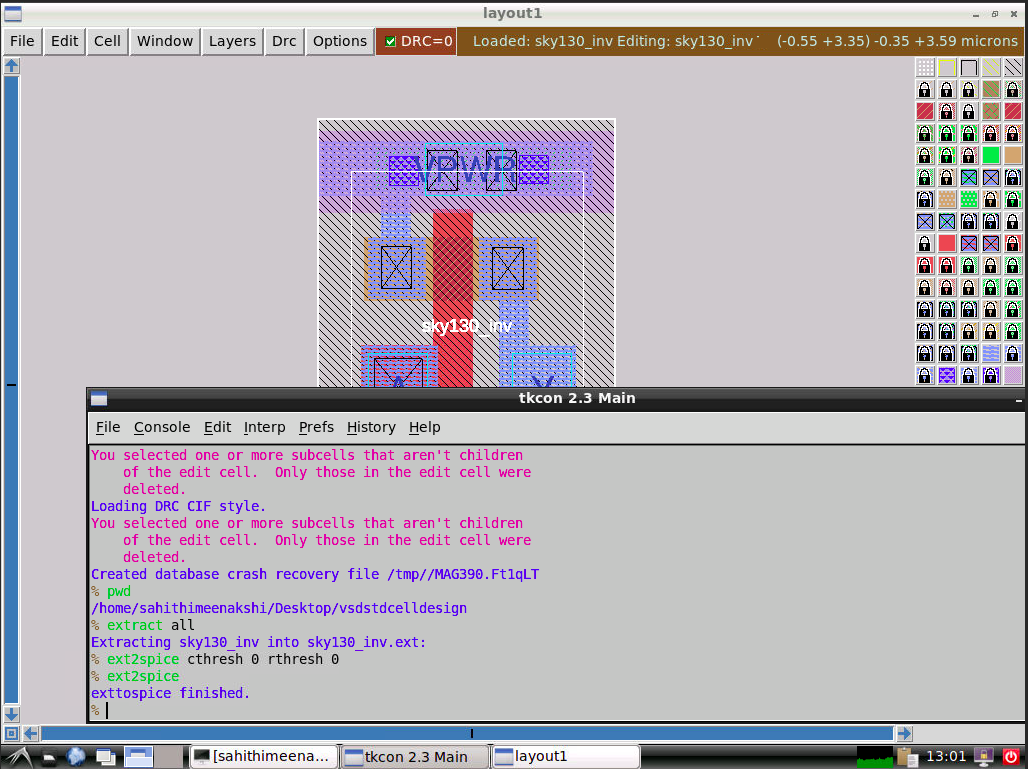 layout1
File Edit Cell Window Layers Drc Options DRC=0 Loaded: sky130_inv Editing: sky130_inv` (-0.55 +3.35) -0.35 +3.59 microns
VPWR
sky130_inv
A Y
tkcon 2.3 Main
File Console Edit Interp Prefs History Help
You selected one or more subcells that aren't children
of the edit cell. Only those in the edit cell were
deleted.
Loading DRC CIF style.
You selected one or more subcells that aren't children
of the edit cell. Only those in the edit cell were
deleted.
Created database crash recovery file /tmp//MAG390.Ft1qLT
% pwd
/home/sahithimeenakshi/Desktop/vsdstdcelldesign
% extract all
Extracting sky130_inv into sky130_inv.ext:
% ext2spice cthresh 0 rthresh 0
% ext2spice
exttospice finished.
%
[sahithimeena... tkcon 2.3 Main layout1 13:01